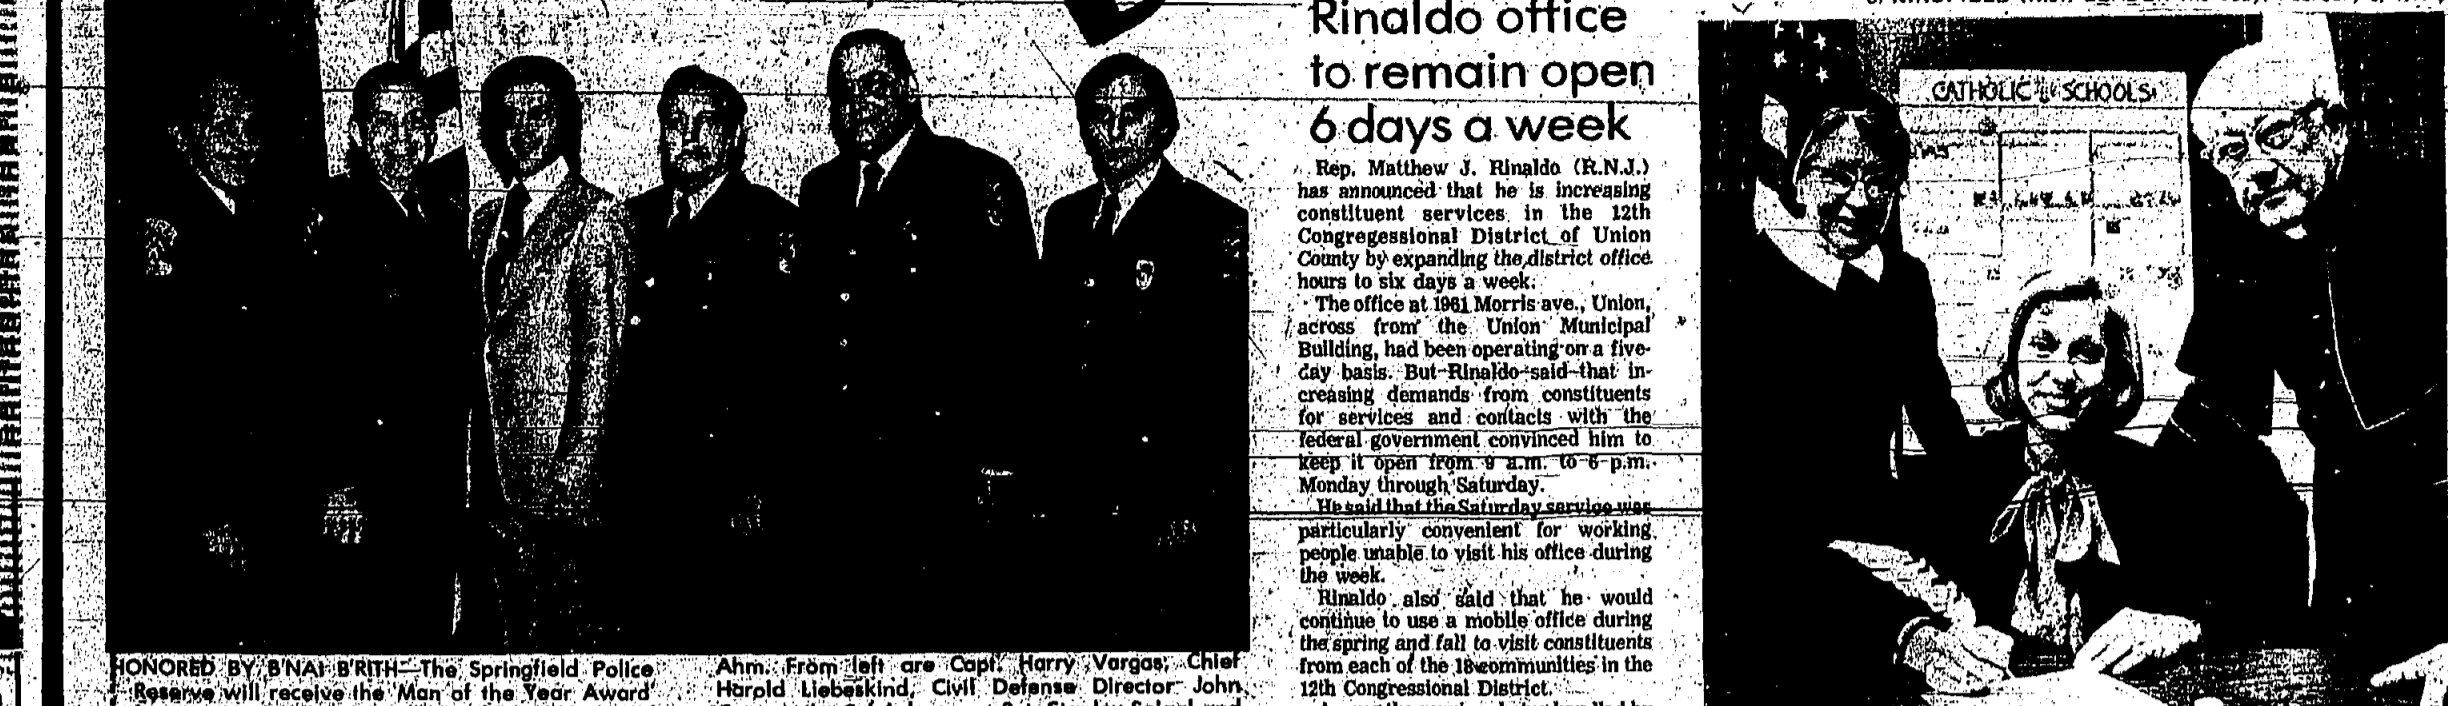 Rinaldo office
to remain open
6 days a week
Rep. Matthew J. Rinaldo (R.N.J.)
has announced that he is increasing
constituent services in the 12th
Congregessional District of Union
County by expanding the district office
hours to six days a week.
The office at 1961 Morris ave., Union,
across from the Union Municipal
Building, had been operating on a five-
day basis. But Rinaldo said that in-
creasing demands from constituents
for services and contacts with the
federal government convinced him to
keep it open from 9 a.m. to 6 p.m.
Monday through Saturday.
He said that the Saturday service was
particularly convenient for working
people unable to visit his office during
the week.
Rinaldo also said that he would
continue to use a mobile office during
the spring and fall to visit constituents
from each of the 18 communities in the
12th Congressional District.
CATHOLIC SCHOOLS
HONORED BY B'NAI B'RITH—The Springfield Police
Reserve will receive the Man of the Year Award
Ahm. From left are Capt. Harry Vargas, Chief
Harold Liebeskind, Civil Defense Director John